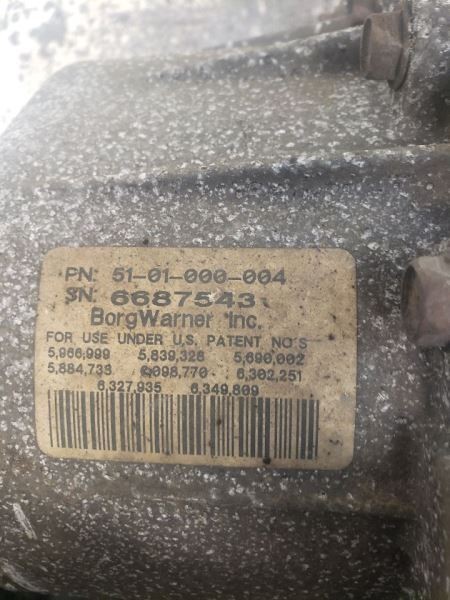 PN: 51-01-000-004
SN: 6687543
BorgWarner Inc.
FOR USE UNDER U.S. PATENT NO'S
5,966,999 5,839,328 5,690,002
5,884,738 6,098,770 6,302,251
6,327,935 6,349,809